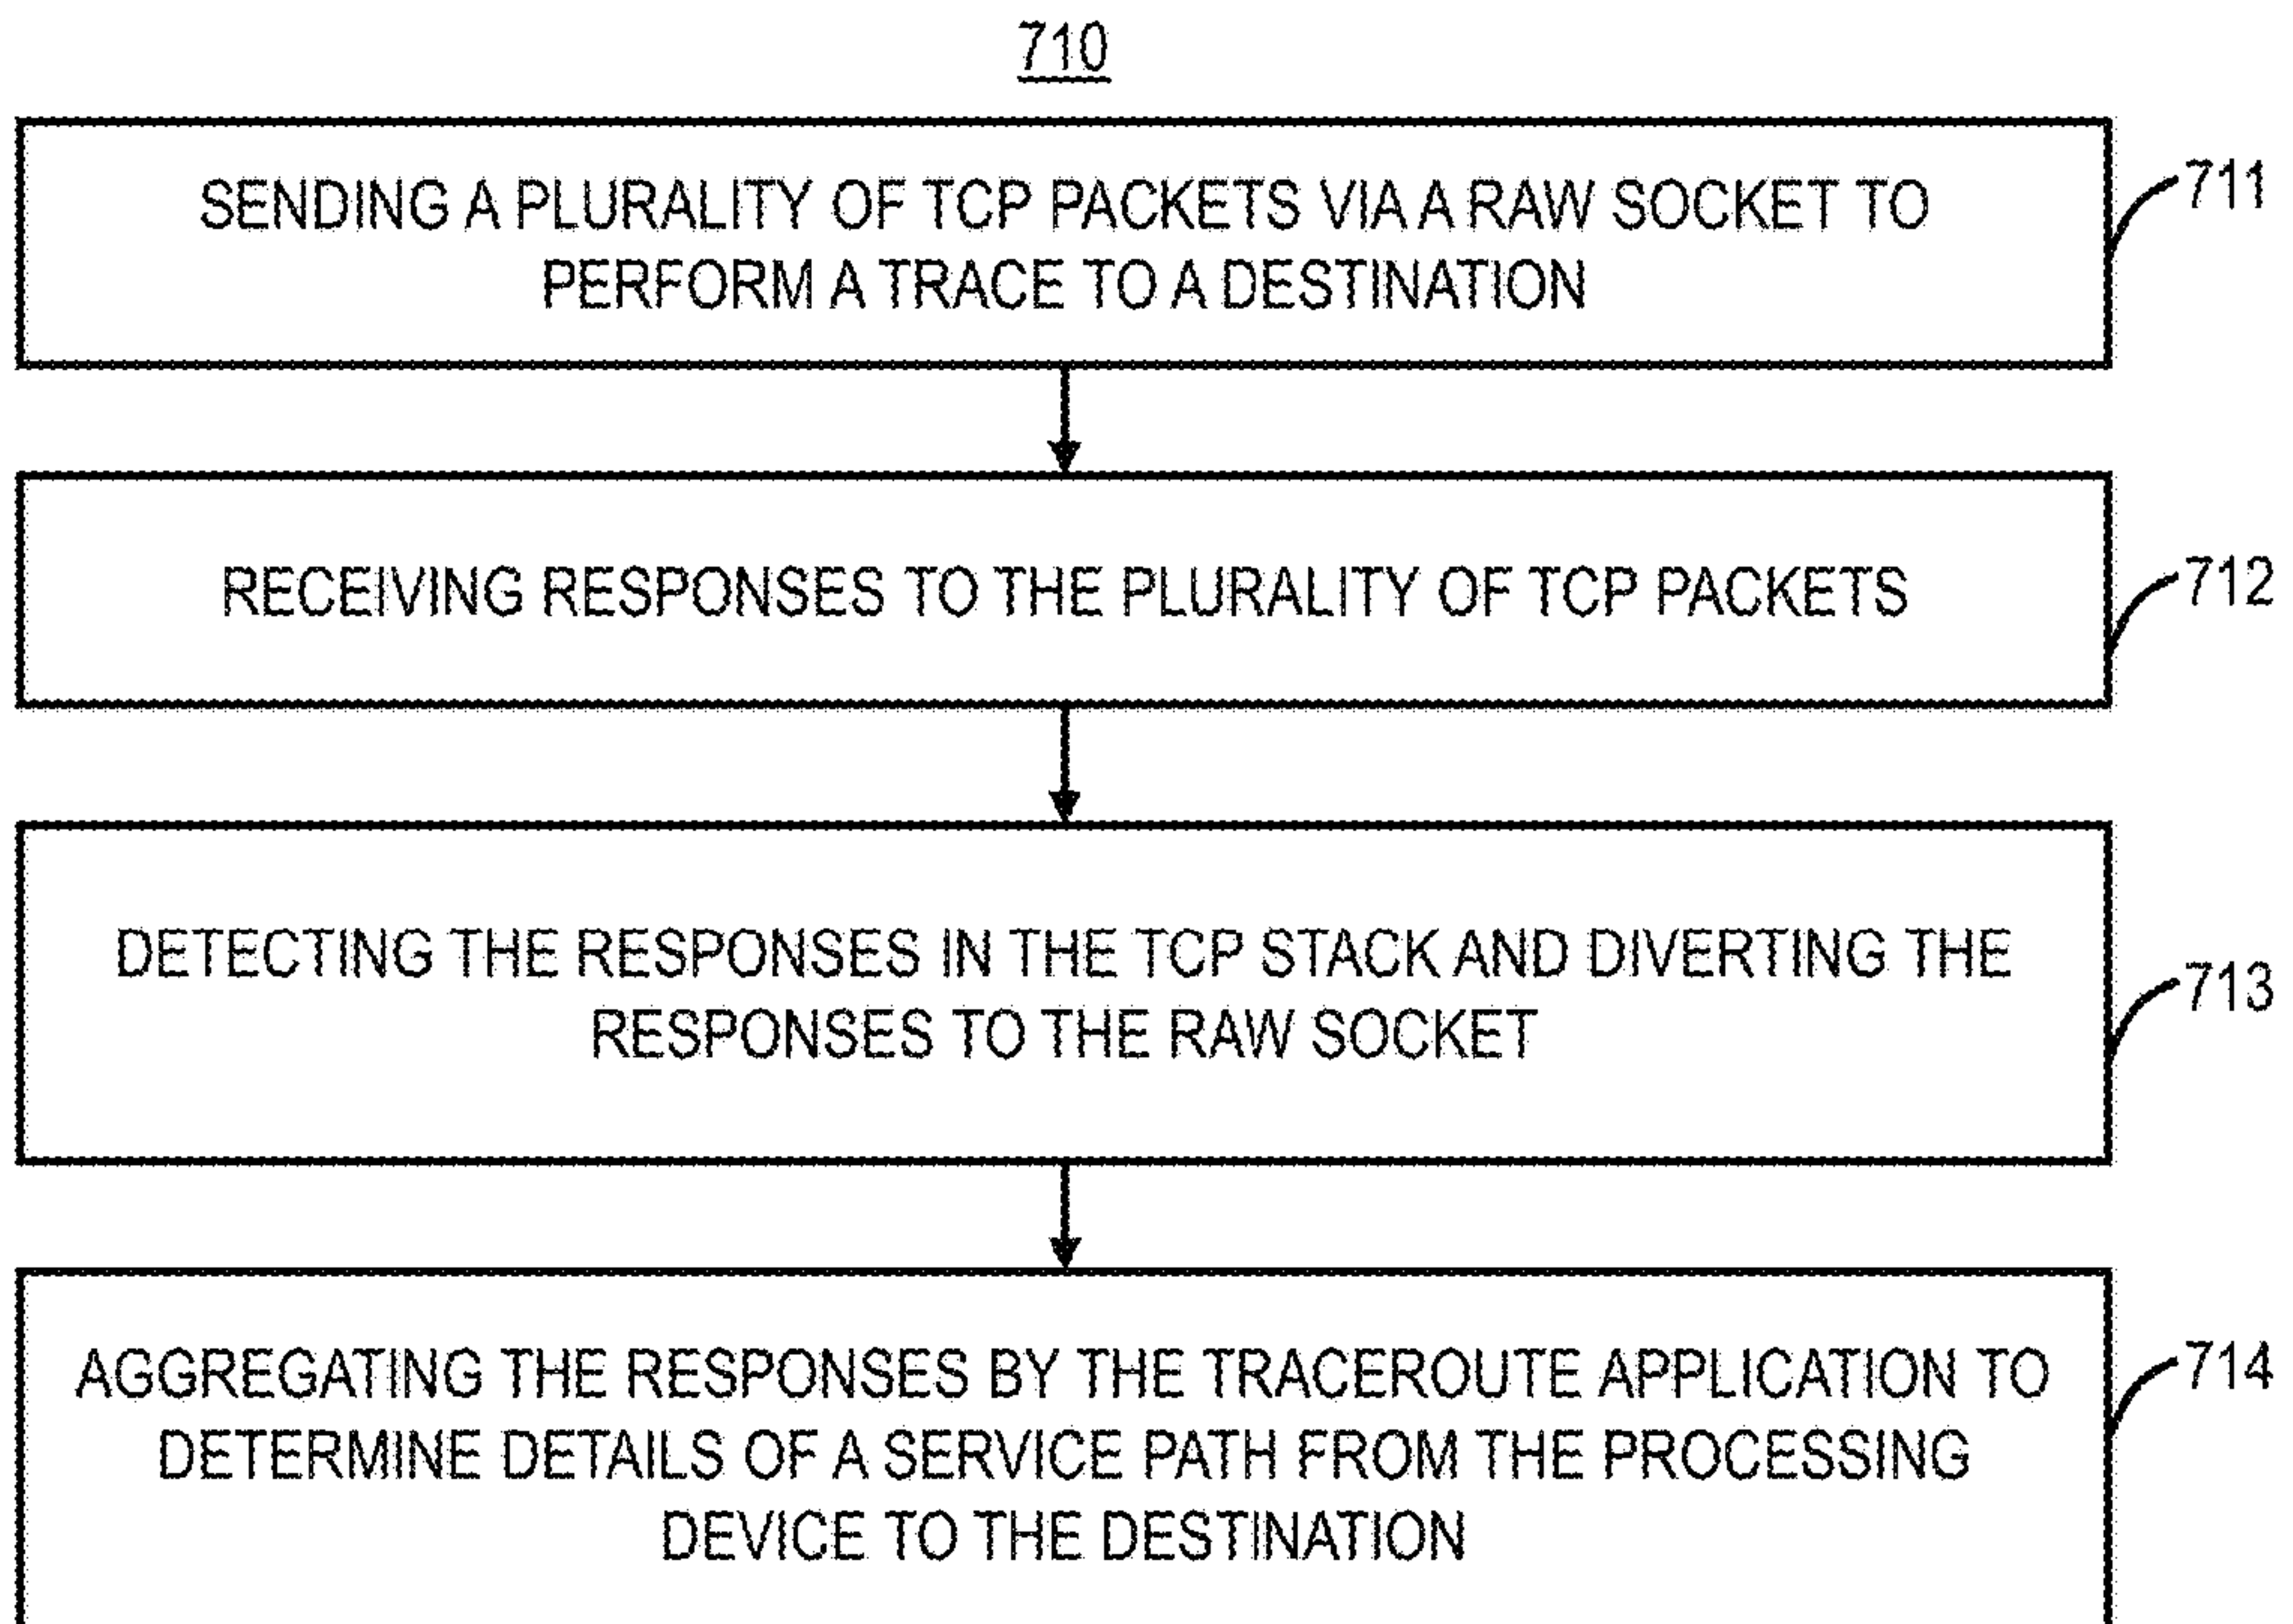 710
SENDING A PLURALITY OF TCP PACKETS VIA A RAW SOCKET TO
PERFORM A TRACE TO A DESTINATION
711
RECEIVING RESPONSES TO THE PLURALITY OF TCP PACKETS
712
DETECTING THE RESPONSES IN THE TCP STACK AND DIVERTING THE
RESPONSES TO THE RAW SOCKET
713
AGGREGATING THE RESPONSES BY THE TRACEROUTE APPLICATION TO
DETERMINE DETAILS OF A SERVICE PATH FROM THE PROCESSING
DEVICE TO THE DESTINATION
714